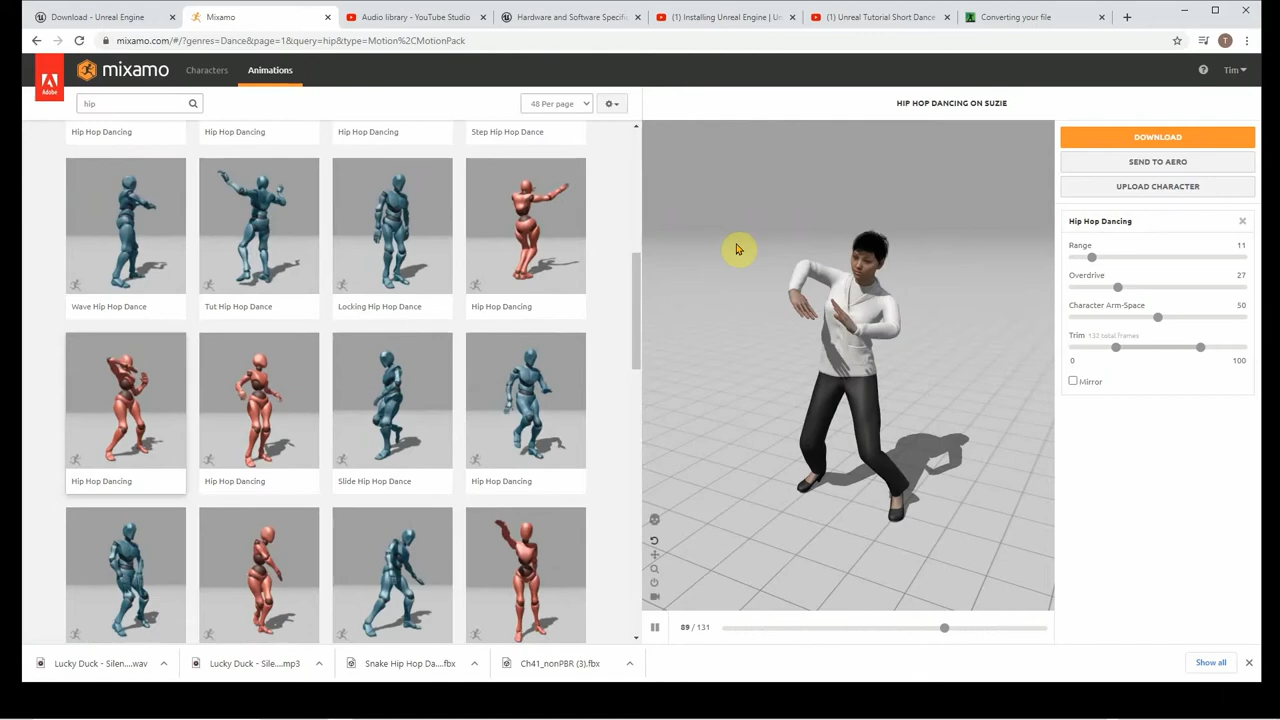 Download - Unreal Engine
Mixamo
Audio library - YouTube Studio
Hardware and Software Specific
(1) Installing Unreal Engine | Un
(1) Unreal Tutorial Short Dance
Converting your file
mixamo.com/#/?genres=Dance&page=1&query=hip&type=Motion%2CMotionPack
T
Adobe
mixamo
Characters
Animations
Tim
hip
48 Per page
HIP HOP DANCING ON SUZIE
Hip Hop Dancing
Hip Hop Dancing
Hip Hop Dancing
Step Hip Hop Dance
DOWNLOAD
SEND TO AERO
UPLOAD CHARACTER
Hip Hop Dancing
Range 11
Overdrive 27
Character Arm-Space 50
Trim 132 total frames
0 100
Mirror
Wave Hip Hop Dance
Tut Hip Hop Dance
Locking Hip Hop Dance
Hip Hop Dancing
Hip Hop Dancing
Hip Hop Dancing
Slide Hip Hop Dance
Hip Hop Dancing
89 / 131
Lucky Duck - Silen....wav
Lucky Duck - Sile....mp3
Snake Hip Hop Da....fbx
Ch41_nonPBR (3).fbx
Show all